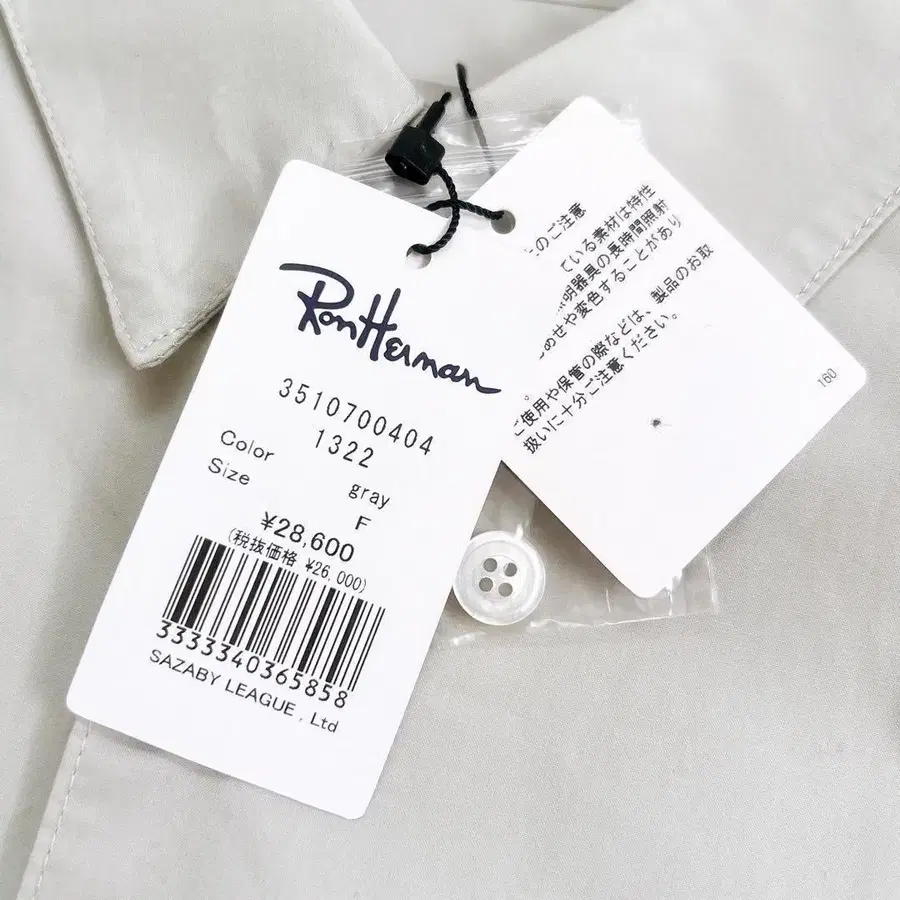 Ron Herman
3510700404
1322
Color gray
Size F
¥28,600
(税抜価格 ¥26,000)
3333340365858
SAZABY LEAGUE , Ltd
のご注意
ている素材は特性
明器具の長時間照射
めせや変色することがあり
。
ご使用や保管の際などは、製品のお取
扱いに十分ご注意ください。
160